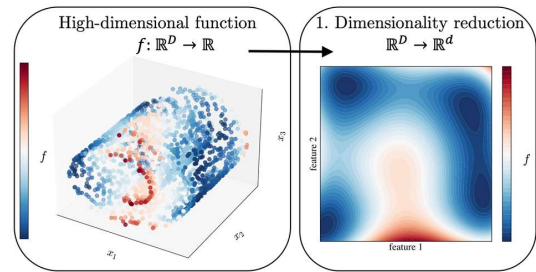 High-dimensional function
f: ℝ^D → ℝ
f
x_1
x_2
x_3
1. Dimensionality reduction
ℝ^D → ℝ^d
feature 2
feature 1
f